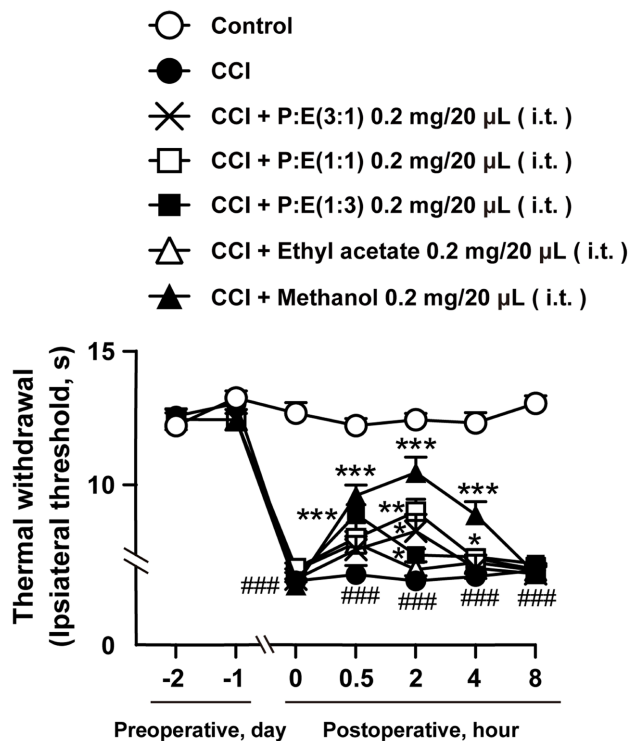 Control
CCI
CCI + P:E(3:1) 0.2 mg/20 µL ( i.t. )
CCI + P:E(1:1) 0.2 mg/20 µL ( i.t. )
CCI + P:E(1:3) 0.2 mg/20 µL ( i.t. )
CCI + Ethyl acetate 0.2 mg/20 µL ( i.t. )
CCI + Methanol 0.2 mg/20 µL ( i.t. )
Thermal withdrawal
(Ipsiateral threshold, s)
15
10
0
***
***
***
***
**
*
*
*
###
###
###
###
###
-2 -1 0 0.5 2 4 8
Preoperative, day Postoperative, hour